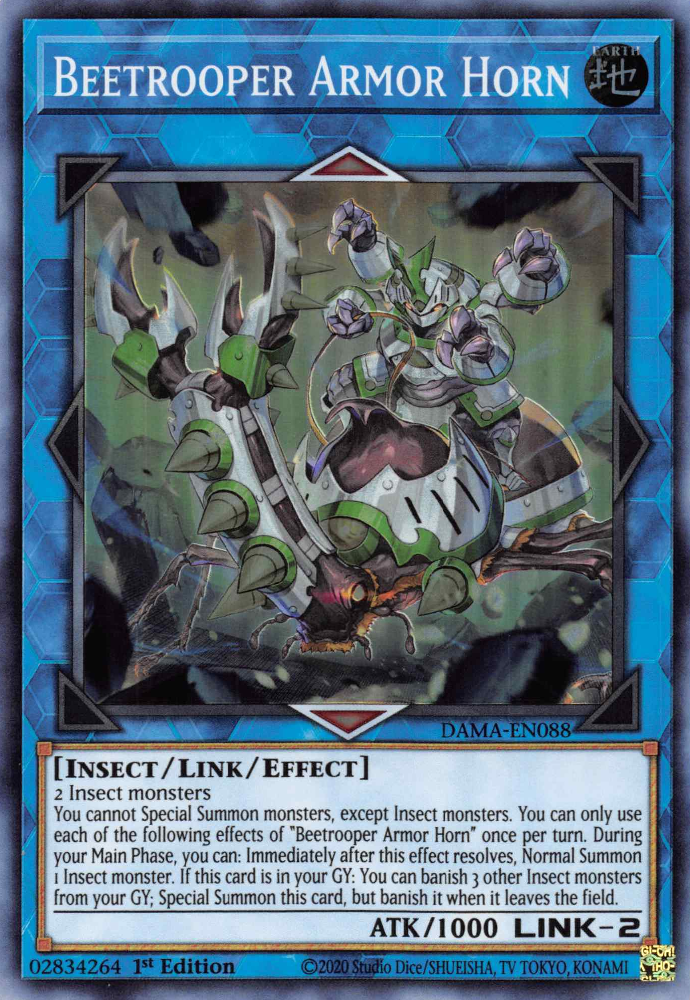 BEETROOPER ARMOR HORN
EARTH
地
DAMA-EN088
[INSECT/LINK/EFFECT]
2 Insect monsters
You cannot Special Summon monsters, except Insect monsters. You can only use
each of the following effects of "Beetrooper Armor Horn" once per turn. During
your Main Phase, you can: Immediately after this effect resolves, Normal Summon
1 Insect monster. If this card is in your GY: You can banish 3 other Insect monsters
from your GY; Special Summon this card, but banish it when it leaves the field.
ATK/1000 LINK-2
02834264 1st Edition ©2020 Studio Dice/SHUEISHA, TV TOKYO, KONAMI